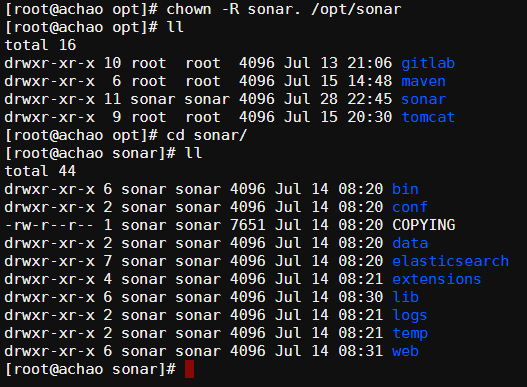 [root@achao opt]# chown -R sonar. /opt/sonar
[root@achao opt]# ll
total 16
drwxr-xr-x 10 root  root  4096 Jul 13 21:06 gitlab
drwxr-xr-x  6 root  root  4096 Jul 15 14:48 maven
drwxr-xr-x 11 sonar sonar 4096 Jul 28 22:45 sonar
drwxr-xr-x  9 root  root  4096 Jul 15 20:30 tomcat
[root@achao opt]# cd sonar/
[root@achao sonar]# ll
total 44
drwxr-xr-x 6 sonar sonar 4096 Jul 14 08:20 bin
drwxr-xr-x 2 sonar sonar 4096 Jul 14 08:20 conf
-rw-r--r-- 1 sonar sonar 7651 Jul 14 08:20 COPYING
drwxr-xr-x 2 sonar sonar 4096 Jul 14 08:20 data
drwxr-xr-x 7 sonar sonar 4096 Jul 14 08:20 elasticsearch
drwxr-xr-x 4 sonar sonar 4096 Jul 14 08:21 extensions
drwxr-xr-x 6 sonar sonar 4096 Jul 14 08:30 lib
drwxr-xr-x 2 sonar sonar 4096 Jul 14 08:21 logs
drwxr-xr-x 2 sonar sonar 4096 Jul 14 08:21 temp
drwxr-xr-x 6 sonar sonar 4096 Jul 14 08:31 web
[root@achao sonar]#